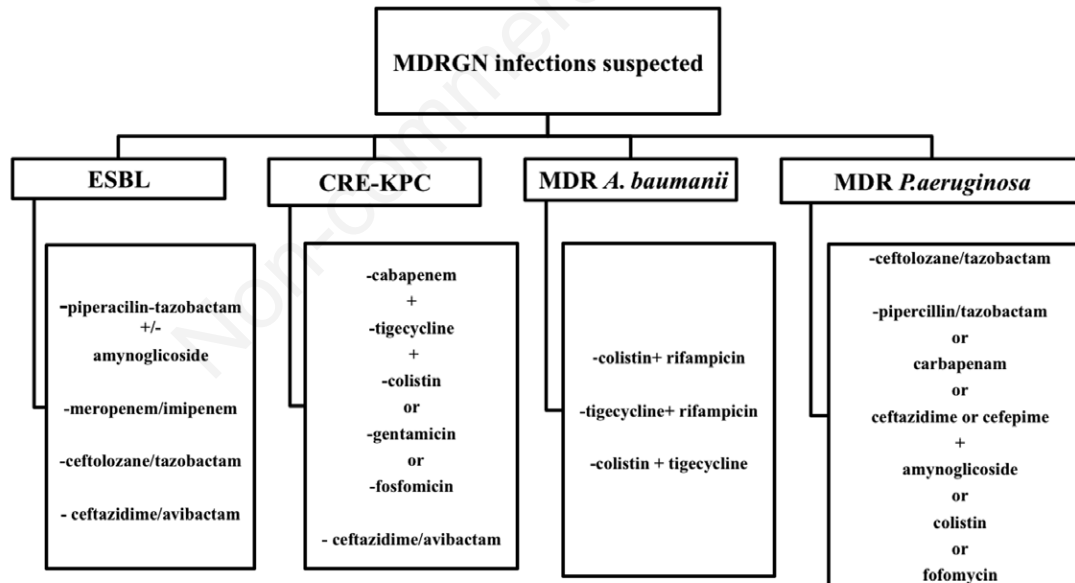 MDRGN infections suspected
ESBL
-piperacilin-tazobactam
+/-
amynoglicoside
-meropenem/imipenem
-ceftolozane/tazobactam
- ceftazidime/avibactam
CRE-KPC
-cabapenem
+
-tigecycline
+
-colistin
or
-gentamicin
or
-fosfomicin
- ceftazidime/avibactam
MDR A. baumanii
-colistin+ rifampicin
-tigecycline+ rifampicin
-colistin + tigecycline
MDR P.aeruginosa
-ceftolozane/tazobactam
-pipercillin/tazobactam
or
carbapenam
or
ceftazidime or cefepime
+
amynoglicoside
or
colistin
or
fofomycin